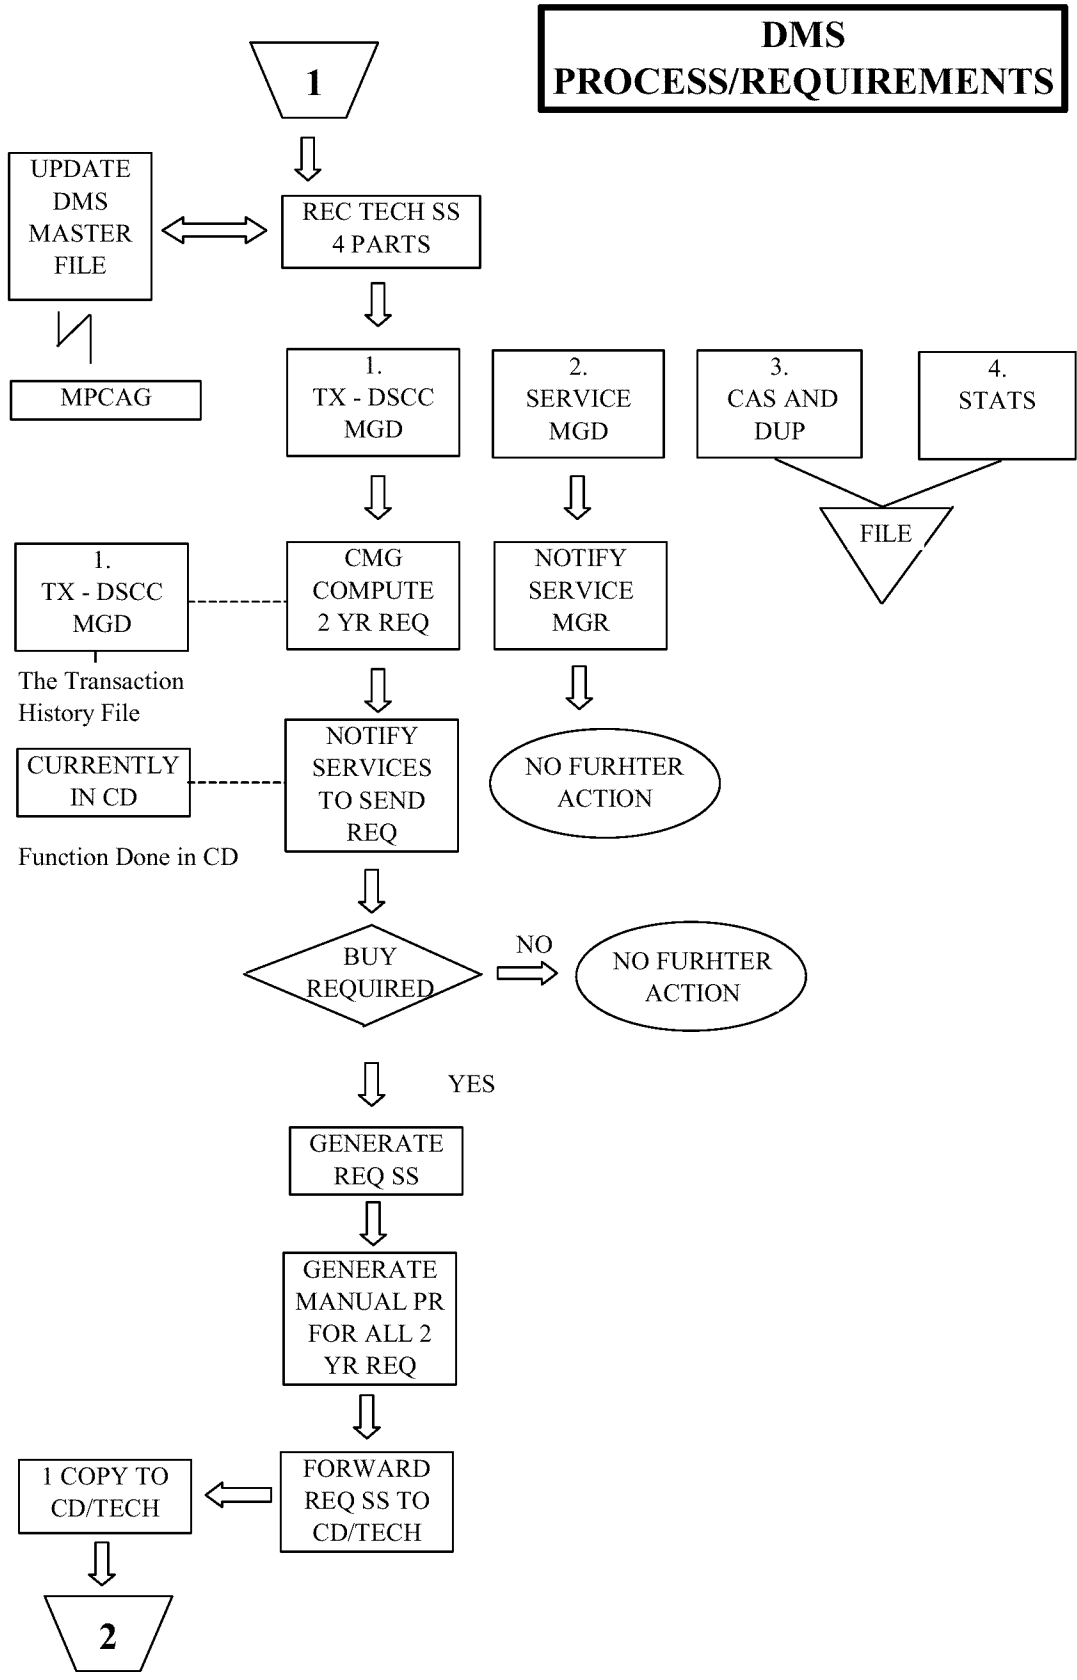 DMS
PROCESS/REQUIREMENTS
1
UPDATE
DMS
MASTER
FILE
REC TECH SS
4 PARTS
MPCAG
1.
TX - DSCC
MGD
2.
SERVICE
MGD
3.
CAS AND
DUP
4.
STATS
FILE
1.
TX - DSCC
MGD
CMG
COMPUTE
2 YR REQ
NOTIFY
SERVICE
MGR
The Transaction
History File
CURRENTLY
IN CD
NOTIFY
SERVICES
TO SEND
REQ
NO FURHTER
ACTION
Function Done in CD
BUY
REQUIRED
NO
NO FURHTER
ACTION
YES
GENERATE
REQ SS
GENERATE
MANUAL PR
FOR ALL 2
YR REQ
FORWARD
REQ SS TO
CD/TECH
1 COPY TO
CD/TECH
2